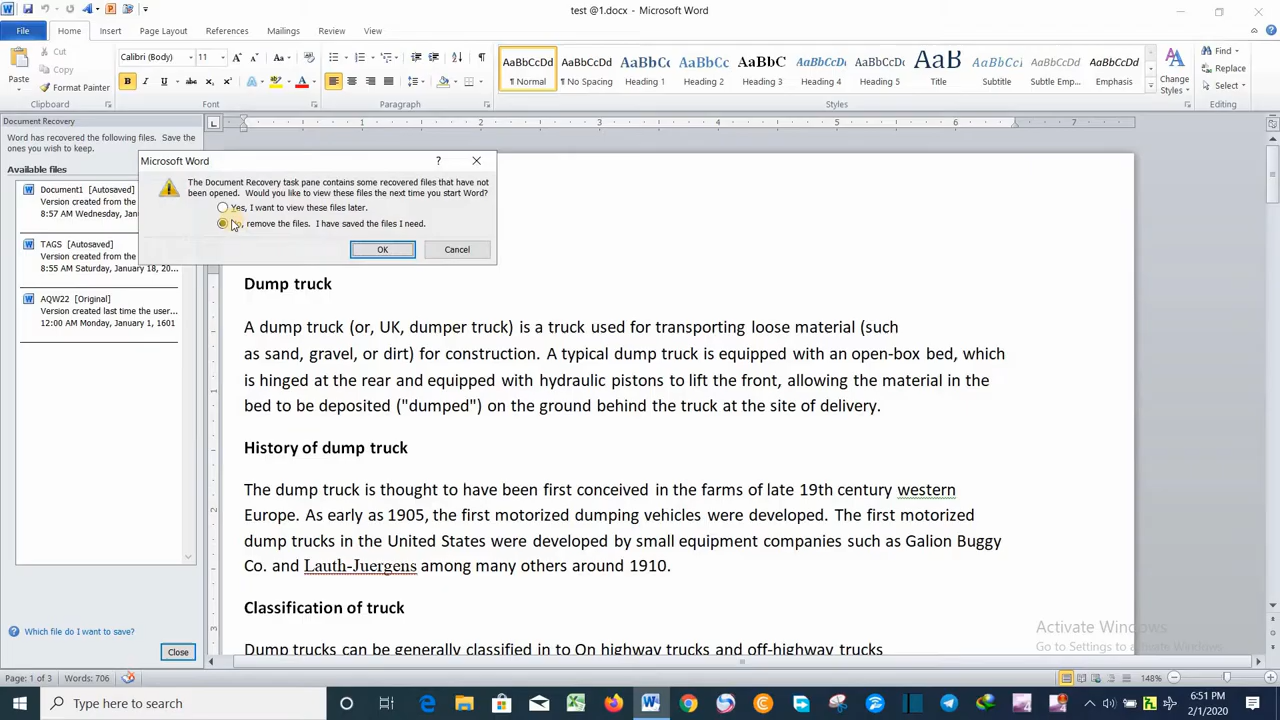 test @1.docx - Microsoft Word
File Home Insert Page Layout References Mailings Review View
Paste
Cut
Copy
Format Painter
Clipboard
Calibri (Body) 11
Font
Paragraph
AaBbCcDd AaBbCcDd AaBbC AaBbCc AaBbC AaBbCcDd AaBbCcDd AaB AaBbCcI AaBbCcDd AaBbCcDd
¶ Normal ¶ No Spacing Heading 1 Heading 2 Heading 3 Heading 4 Heading 5 Title Subtitle Subtle Emp... Emphasis
Styles
Change
Styles
Find
Replace
Select
Editing
Document Recovery
Word has recovered the following files. Save the
ones you wish to keep.
Available files
Document1 [Autosaved]
Version created from
8:57 AM Wednesday,
TAGS [Autosaved]
Version created from
8:55 AM Saturday, January 18, 20...
AQW22 [Original]
Version created last time the user...
12:00 AM Monday, January 1, 1601
Which file do I want to save?
Close
Microsoft Word
The Document Recovery task pane contains some recovered files that have not
been opened. Would you like to view these files the next time you start Word?
Yes, I want to view these files later.
remove the files. I have saved the files I need.
OK Cancel
1 2 3 4 5 6 7
Dump truck
A dump truck (or, UK, dumper truck) is a truck used for transporting loose material (such
as sand, gravel, or dirt) for construction. A typical dump truck is equipped with an open-box bed, which
is hinged at the rear and equipped with hydraulic pistons to lift the front, allowing the material in the
bed to be deposited ("dumped") on the ground behind the truck at the site of delivery.
History of dump truck
The dump truck is thought to have been first conceived in the farms of late 19th century western
Europe. As early as 1905, the first motorized dumping vehicles were developed. The first motorized
dump trucks in the United States were developed by small equipment companies such as Galion Buggy
Co. and Lauth-Juergens among many others around 1910.
Classification of truck
Dump trucks can be generally classified in to On highway trucks and off-highway trucks
Activate Windows
Go to Settings to activate Windows.
Page: 1 of 3 Words: 706
148%
Type here to search
6:51 PM
2/1/2020